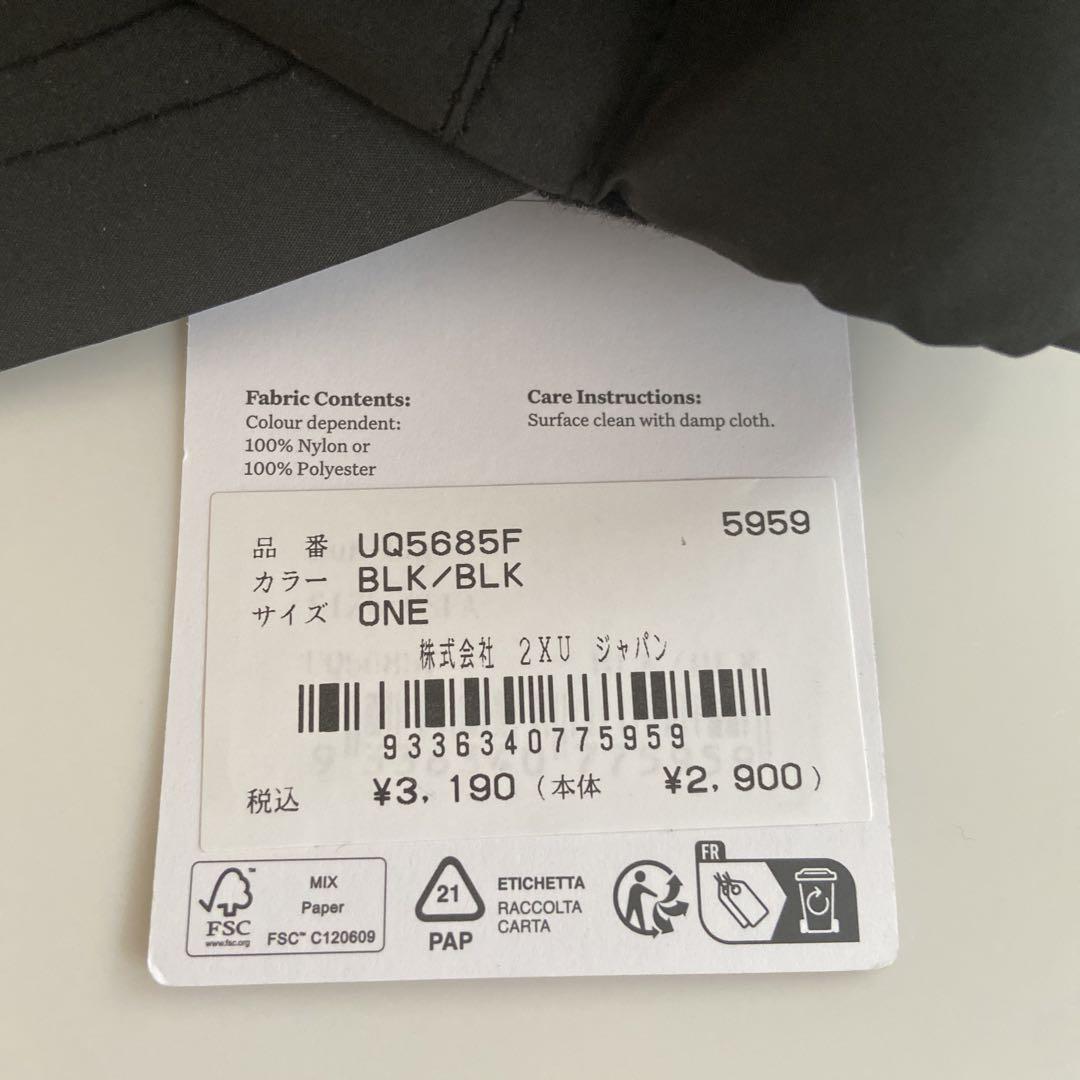 Fabric Contents:
Colour dependent:
100% Nylon or
100% Polyester
Care Instructions:
Surface clean with damp cloth.
5959
品 番 UQ5685F
カラー BLK/BLK
サイズ ONE
株式会社 2XU ジャパン
9336340775959
税込 ¥3,190 (本体 ¥2,900)
FSC™
www.fsc.org
MIX
Paper
FSC™ C120609
21
PAP
ETICHETTA
RACCOLTA
CARTA
FR